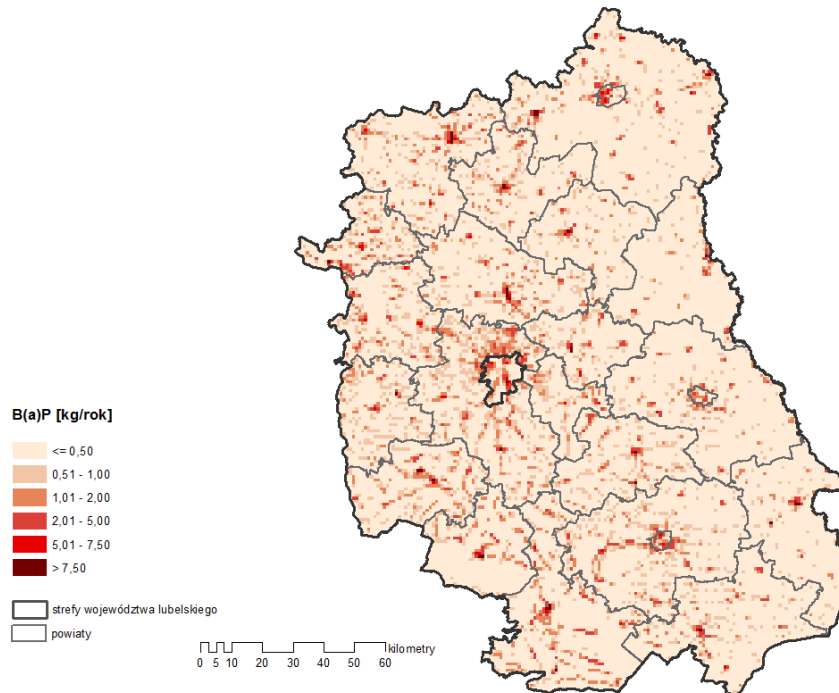 B(a)P [kg/rok]
<= 0,50
0,51 - 1,00
1,01 - 2,00
2,01 - 5,00
5,01 - 7,50
> 7,50
strefy województwa lubelskiego
powiaty
kilometry
0 5 10 20 30 40 50 60